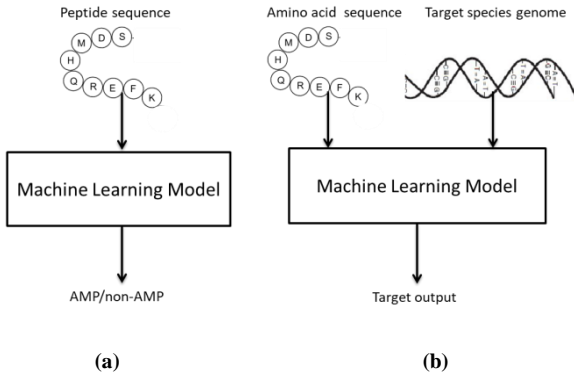 Peptide sequence
S
D
M
H
Q R E F K
Machine Learning Model
AMP/non-AMP
(a)
Amino acid sequence
Target species genome
S
D
M
H
Q R E F K
Machine Learning Model
Target output
(b)